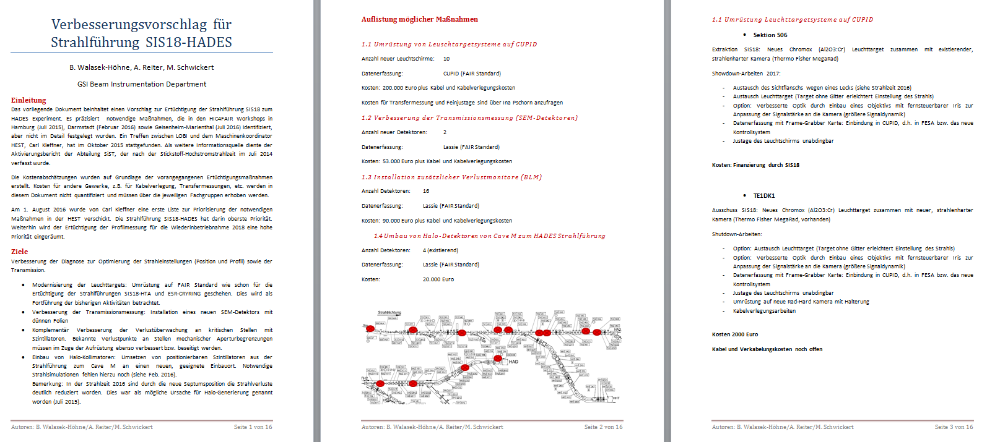 Verbesserungsvorschlag für
Strahlführung SIS18-HADES
B. Walasek-Höhne, A. Reiter, M. Schwickert
GSI Beam Instrumentation Department
Einleitung
Das vorliegende Dokument beinhaltet einen Vorschlag zur Ertüchtigung der Strahlführung SIS18 zum
HADES Experiment. Es präzisiert notwendige Maßnahmen, die in den HIC4FAIR Workshops in
Hamburg (Juli 2015), Darmstadt (Februar 2016) sowie Geisenheim-Marienthal (Juli 2016) identifiziert,
aber nicht im Detail festgelegt wurden. Ein Treffen zwischen LOBI und dem Maschinenkoordinator
HEST, Carl Kleffner, hat im Oktober 2015 stattgefunden. Als weitere Informationsquelle diente der
Aktivierungsbericht der Abteilung SiST, der nach der Stickstoff-Hochstromstrahlzeit im Juli 2014
verfasst wurde.
Die Kostenabschätzungen wurden auf Grundlage der vorangegangenen Ertüchtigungsmaßnahmen
erstellt. Kosten für andere Gewerke, z.B. für Kabelverlegung, Transfermessungen, etc. werden in
diesem Dokument nicht quantifiziert und müssen über die jeweiligen Fachgruppen erhoben werden.
Am 1. August 2016 wurde von Carl Kleffner eine erste Liste zur Priorisierung der notwendigen
Maßnahmen in der HEST verschickt. Die Strahlführung SIS18-HADES hat darin oberste Priorität.
Weiterhin wird der Ertüchtigung der Profilmessung für die Wiederinbetriebnahme 2018 eine hohe
Priorität eingeräumt.
Ziele
Verbesserung der Diagnose zur Optimierung der Strahleinstellungen (Position und Profil) sowie der
Transmission.
• Modernisierung der Leuchttargets: Umrüstung auf FAIR Standard wie schon für die
Ertüchtigung der Strahlführungen SIS18-HTA und ESR-CRYRING geschehen. Dies wird als
Fortführung der bisherigen Aktivitäten betrachtet.
• Verbesserung der Transmissionsmessung: Installation eines neuen SEM-Detektors mit
dünnen Folien
• Komplementär Verbesserung der Verlustüberwachung an kritischen Stellen mit
Szintillatoren. Bekannte Verlustpunkte an Stellen mechanischer Aperturbegrenzungen
müssen im Zuge der Aufrüstung ebenso verbessert bzw. beseitigt werden.
• Einbau von Halo-Kollimatoren: Umsetzen von positionierbaren Szintillatoren aus der
Strahlführung zum Cave M an einen neuen, geeignete Einbauort. Notwendige
Strahlsimulationen fehlen hierzu noch (siehe Feb. 2016).
Bemerkung: In der Strahlzeit 2016 sind durch die neue Septumsposition die Strahlverluste
deutlich reduziert worden. Dies war als mögliche Ursache für Halo-Generierung genannt
worden (Juli 2015).
Autoren: B. Walasek-Höhne/A. Reiter/M. Schwickert Seite 1 von 16
Auflistung möglicher Maßnahmen
1.1 Umrüstung von Leuschtargetsysteme auf CUPID
Anzahl neuer Leuchtschirme: 10
Datenerfassung: CUPID (FAIR Standard)
Kosten: 200.000 Euro plus Kabel und Kabelverlegungskosten
Kosten für Transfermessung und Feinjustage sind über Ina Pschorn anzufragen
1.2 Verbesserung der Transmissionsmessung (SEM-Detektoren)
Anzahl neuer Detektoren: 2
Datenerfassung: Lassie (FAIR Standard)
Kosten: 53.000 Euro plus Kabel und Kabelverlegungskosten
1.3 Installation zusätzlicher Verlustmonitore (BLM)
Anzahl Detektoren: 16
Datenerfassung: Lassie (FAIR Standard)
Kosten: 90.000 Euro plus Kabel und Kabelverlegungskosten
1.4 Umbau von Halo-Detektoren von Cave M zum HADES Strahlführung
Anzahl Detektoren: 4 (existierend)
Datenerfassung: Lassie (FAIR Standard)
Kosten: 20.000 Euro
Strahlrichtung
HAD
HHT
Autoren: B. Walasek-Höhne/A. Reiter/M. Schwickert Seite 2 von 16
1.1 Umrüstung Leuchttargetsysteme auf CUPID
• Sektion S06
Extraktion SIS18: Neues Chromox (Al2O3:Cr) Leuchttarget zusammen mit existierender,
strahlenharter Kamera (Thermo Fisher MegaRad)
Showdown-Arbeiten 2017:
- Austausch des Sichtflanschs wegen eines Lecks (siehe Strahlzeit 2016)
- Austausch Leuchttarget (Target ohne Gitter erleichtert Einstellung des Strahls)
- Option: Verbesserte Optik durch Einbau eines Objektivs mit fernsteuerbarer Iris zur
Anpassung der Signalstärke an die Kamera (größere Signaldynamik)
- Datenerfassung mit Frame-Grabber Karte: Einbindung in CUPID, d.h. in FESA bzw. das neue
Kontrollsystem
- Justage des Leuchtschirms unabdingbar
Kosten: Finanzierung durch SIS18
• TE1DK1
Ausschuss SIS18: Neues Chromox (Al2O3:Cr) Leuchttarget zusammen mit neuer, strahlenharter
Kamera (Thermo Fisher MegaRad, vorhanden)
Shutdown-Arbeiten:
- Option: Austausch Leuchttarget (Target ohne Gitter erleichtert Einstellung des Strahls)
- Option: Verbesserte Optik durch Einbau eines Objektivs mit fernsteuerbarer Iris zur
Anpassung der Signalstärke an die Kamera (größere Signaldynamik)
- Datenerfassung mit Frame-Grabber Karte: Einbindung in CUPID, d.h. in FESA bzw. das neue
Kontrollsystem
- Justage des Leuchtschirms unabdingbar
- Umrüstung auf neue Rad-Hard Kamera mit Halterung
- Kabelverlegungsarbeiten
Kosten 2000 Euro
Kabel und Verkabelungskosten noch offen
Autoren: B. Walasek-Höhne/A. Reiter/M. Schwickert Seite 3 von 16